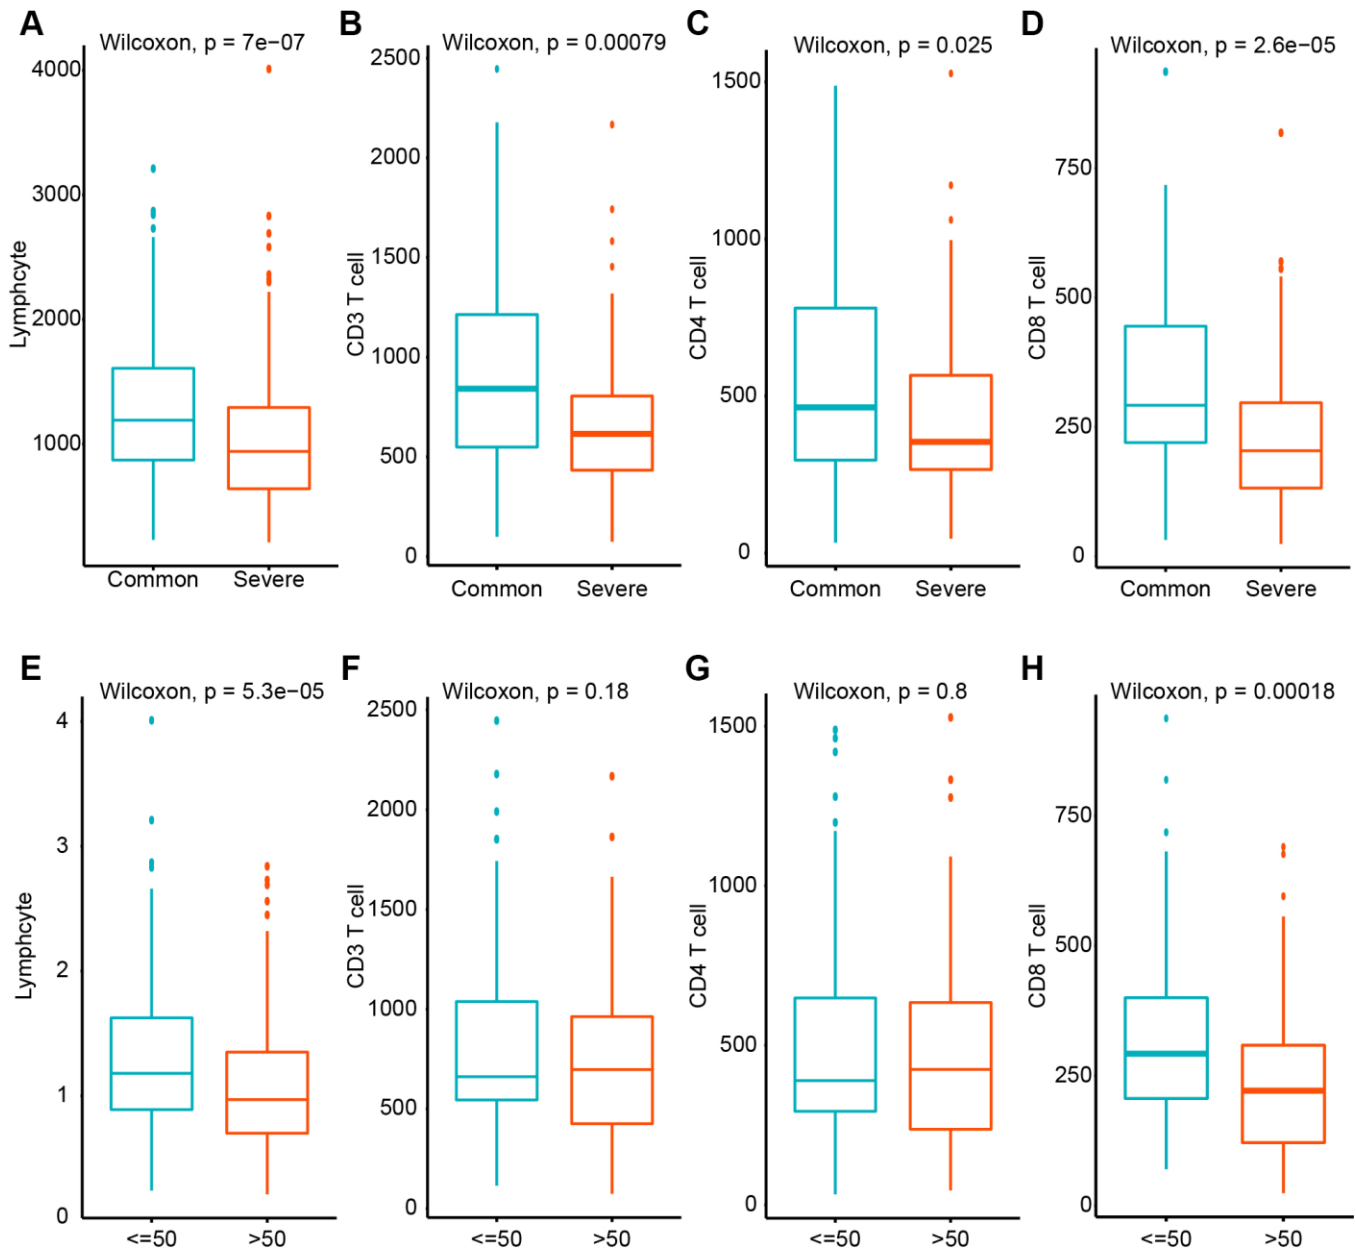 A
Wilcoxon, p = 7e−07
4000
3000
2000
1000
Lymphcyte
Common
Severe
B
Wilcoxon, p = 0.00079
2500
2000
1500
1000
500
0
CD3 T cell
Common
Severe
C
Wilcoxon, p = 0.025
1500
1000
500
0
CD4 T cell
Common
Severe
D
Wilcoxon, p = 2.6e−05
750
500
250
0
CD8 T cell
Common
Severe
E
Wilcoxon, p = 5.3e−05
4
3
2
1
0
Lymphcyte
<=50
>50
F
Wilcoxon, p = 0.18
2500
2000
1500
1000
500
0
CD3 T cell
<=50
>50
G
Wilcoxon, p = 0.8
1500
1000
500
0
CD4 T cell
<=50
>50
H
Wilcoxon, p = 0.00018
750
500
250
0
CD8 T cell
<=50
>50